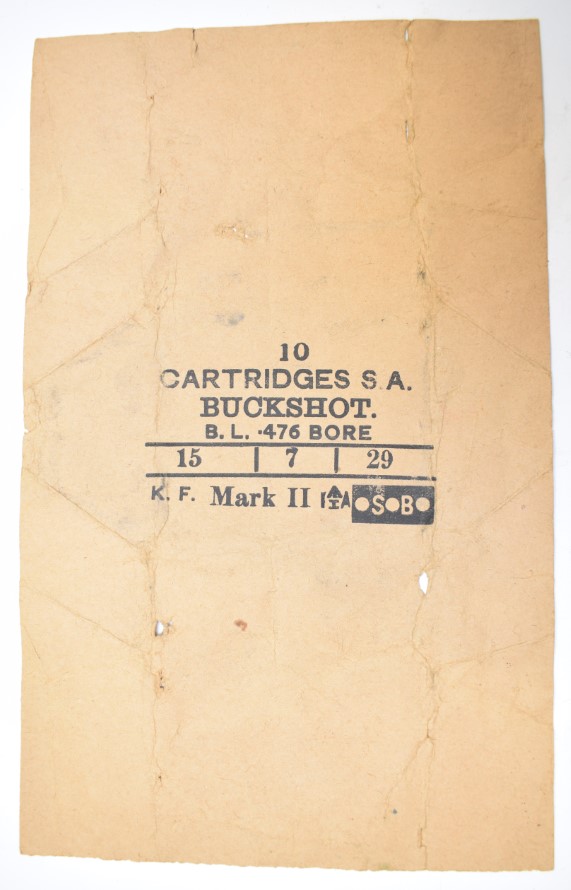 10
CARTRIDGES S.A.
BUCKSHOT.
B. L. ·476 BORE
15 | 7 | 29
K. F. Mark II I↑A •S•B•